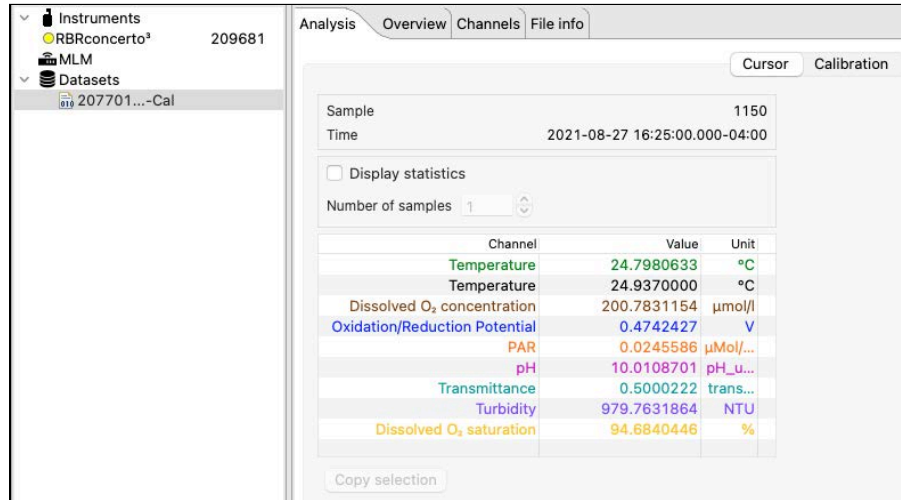 Instruments
RBRconcerto³ 209681
MLM
Datasets
207701...-Cal
Analysis Overview Channels File info
Cursor Calibration
Sample 1150
Time 2021-08-27 16:25:00.000-04:00
Display statistics
Number of samples 1
Channel Value Unit
Temperature 24.7980633 °C
Temperature 24.9370000 °C
Dissolved O₂ concentration 200.7831154 µmol/l
Oxidation/Reduction Potential 0.4742427 V
PAR 0.0245586 µMol/...
pH 10.0108701 pH_u...
Transmittance 0.5000222 trans...
Turbidity 979.7631864 NTU
Dissolved O₂ saturation 94.6840446 %
Copy selection